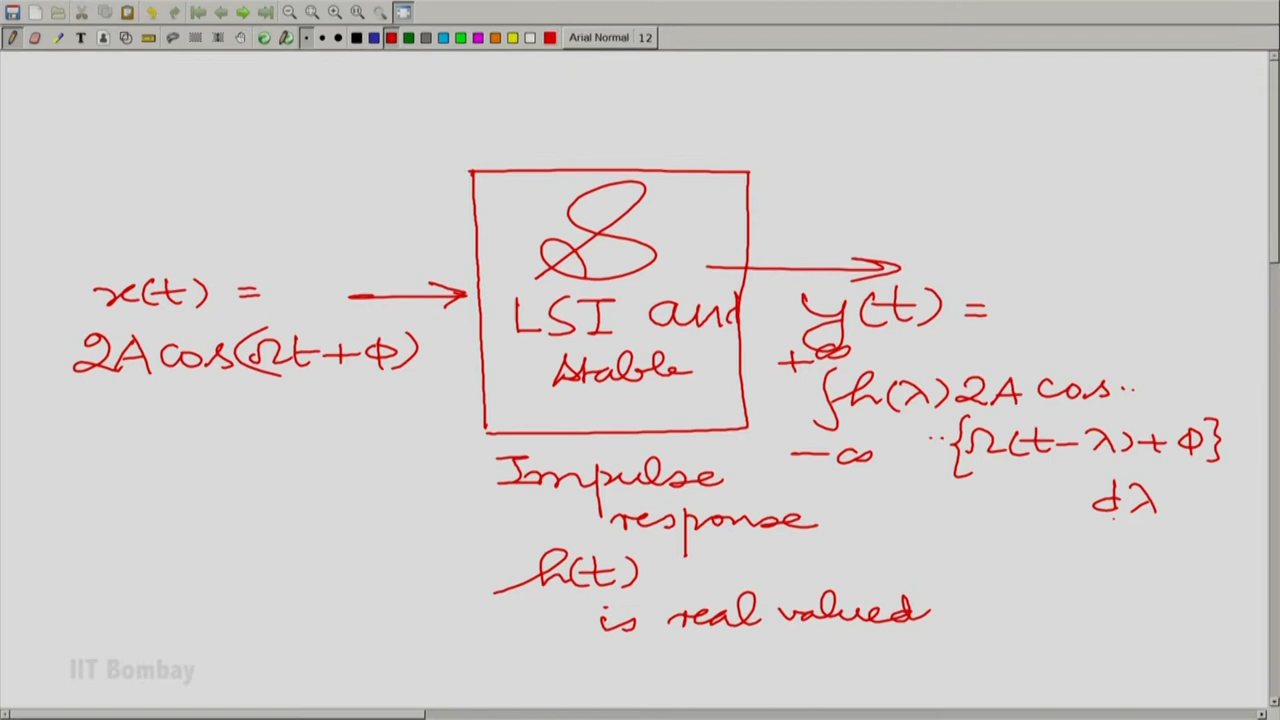 Arial Normal 12
S
x(t) =
2A cos(Ωt + Φ)
LSI and
stable
y(t) =
+∞
∫h(λ) 2A cos..
-∞ ..{Ω(t-λ)+Φ}
dλ
Impulse
response
h(t)
is real valued
IIT Bombay